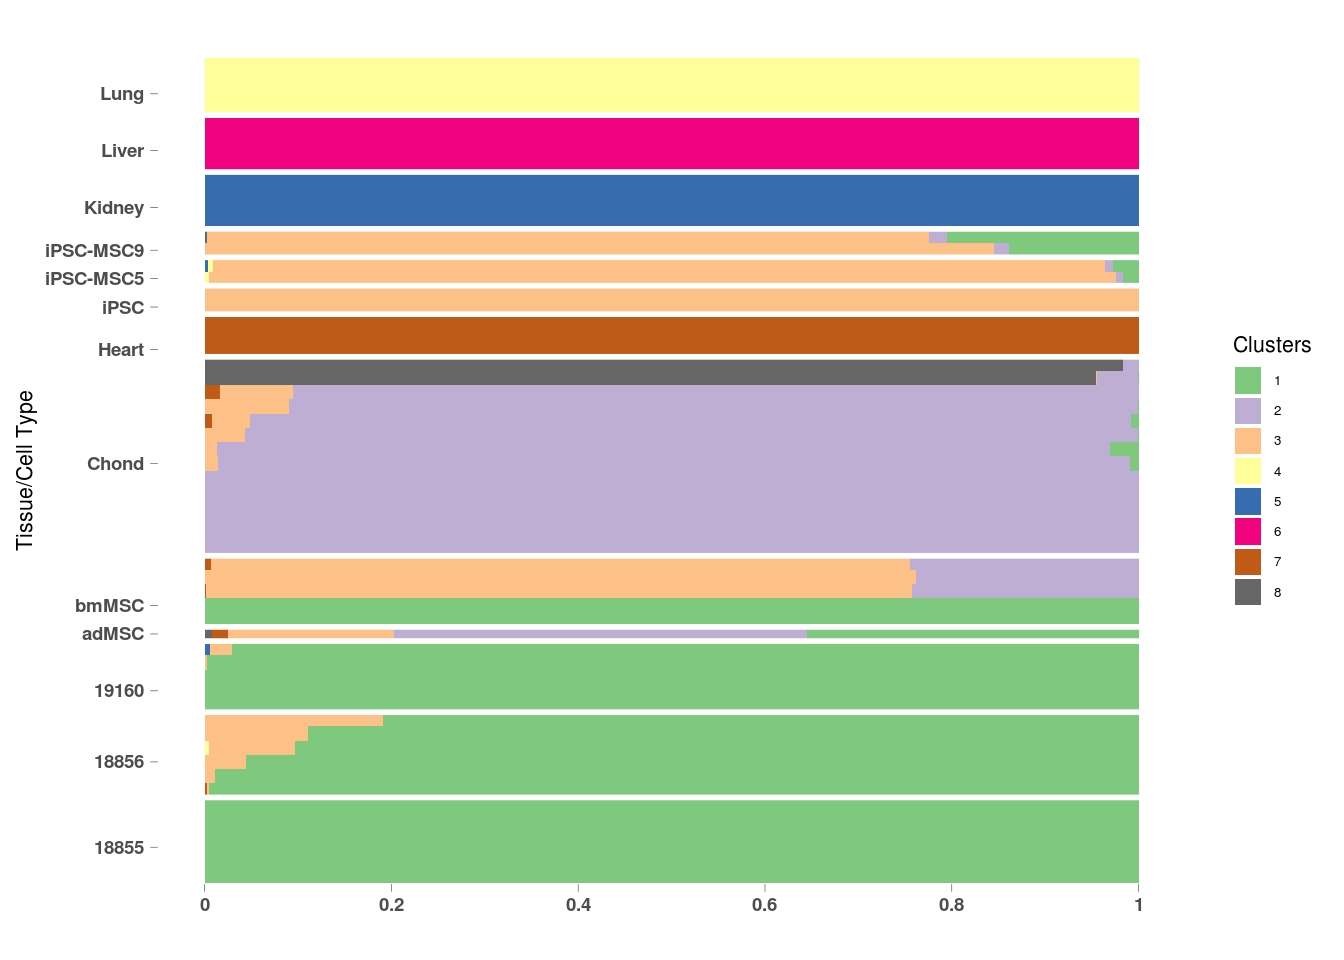 Tissue/Cell Type
Lung
Liver
Kidney
iPSC-MSC9
iPSC-MSC5
iPSC
Heart
Chond
bmMSC
adMSC
19160
18856
18855
0 0.2 0.4 0.6 0.8 1
Clusters
1
2
3
4
5
6
7
8